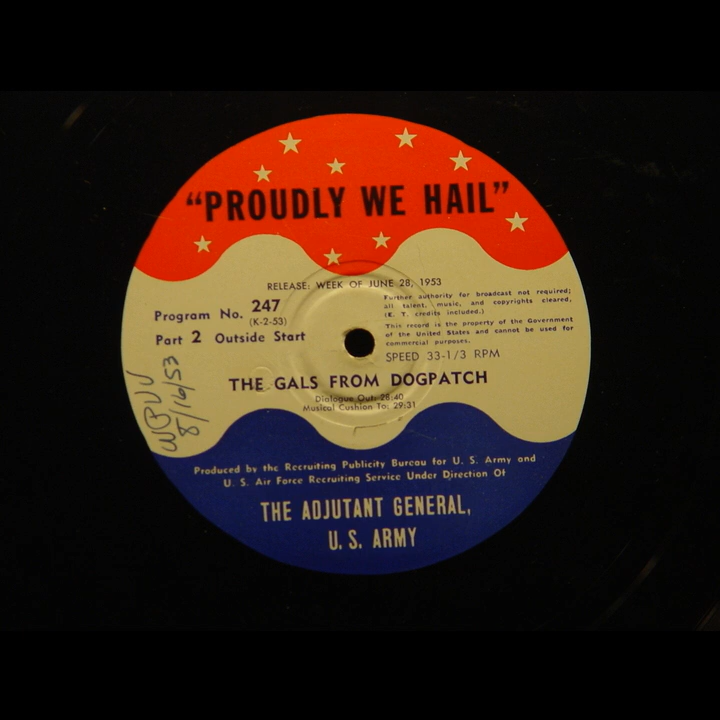 "PROUDLY WE HAIL"
RELEASE: WEEK OF JUNE 28, 1953
Program No. 247
(K-2-53)
Part 2 Outside Start
Further authority for broadcast not required;
all talent, music, and copyrights cleared,
(E. T. credits included.)
This record is the property of the Government
of the United States and cannot be used for
commercial purposes.
SPEED 33-1/3 RPM
THE GALS FROM DOGPATCH
Dialogue Out: 28:40
Musical Cushion To: 29:31
8/16/53
Produced by the Recruiting Publicity Bureau for U. S. Army and
U. S. Air Force Recruiting Service Under Direction Of
THE ADJUTANT GENERAL,
U. S. ARMY